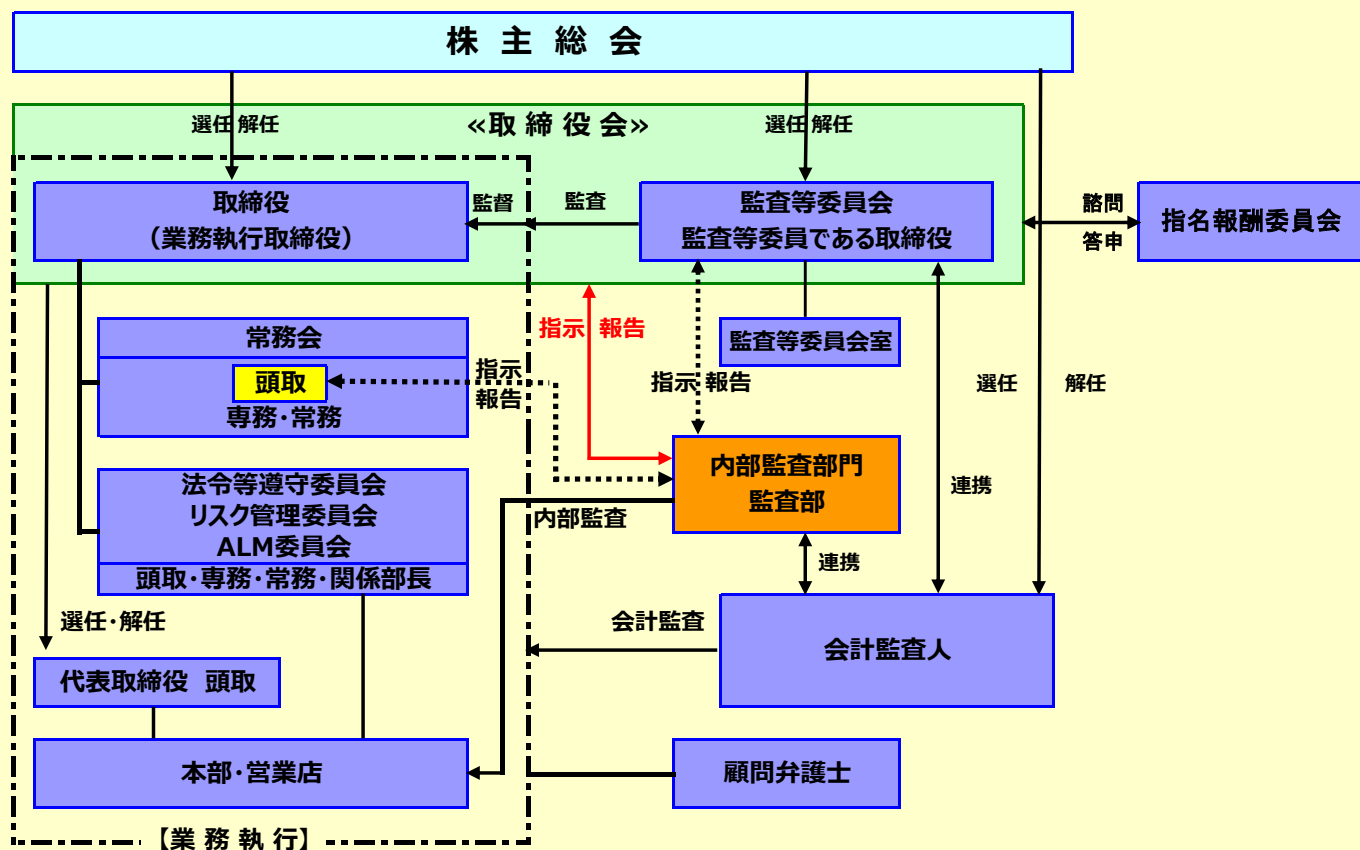 株 主 総 会
選任 解任
≪取 締 役 会≫
選任 解任
取締役
（業務執行取締役）
監督
監査
監査等委員会
監査等委員である取締役
諮問
答申
指名報酬委員会
常務会
頭取
専務・常務
指示
報告
指示 報告
監査等委員会室
指示 報告
選任 解任
法令等遵守委員会
リスク管理委員会
ALM委員会
頭取・専務・常務・関係部長
内部監査部門
監査部
内部監査
連携
連携
選任・解任
会計監査
会計監査人
代表取締役 頭取
本部・営業店
顧問弁護士
【業 務 執 行】